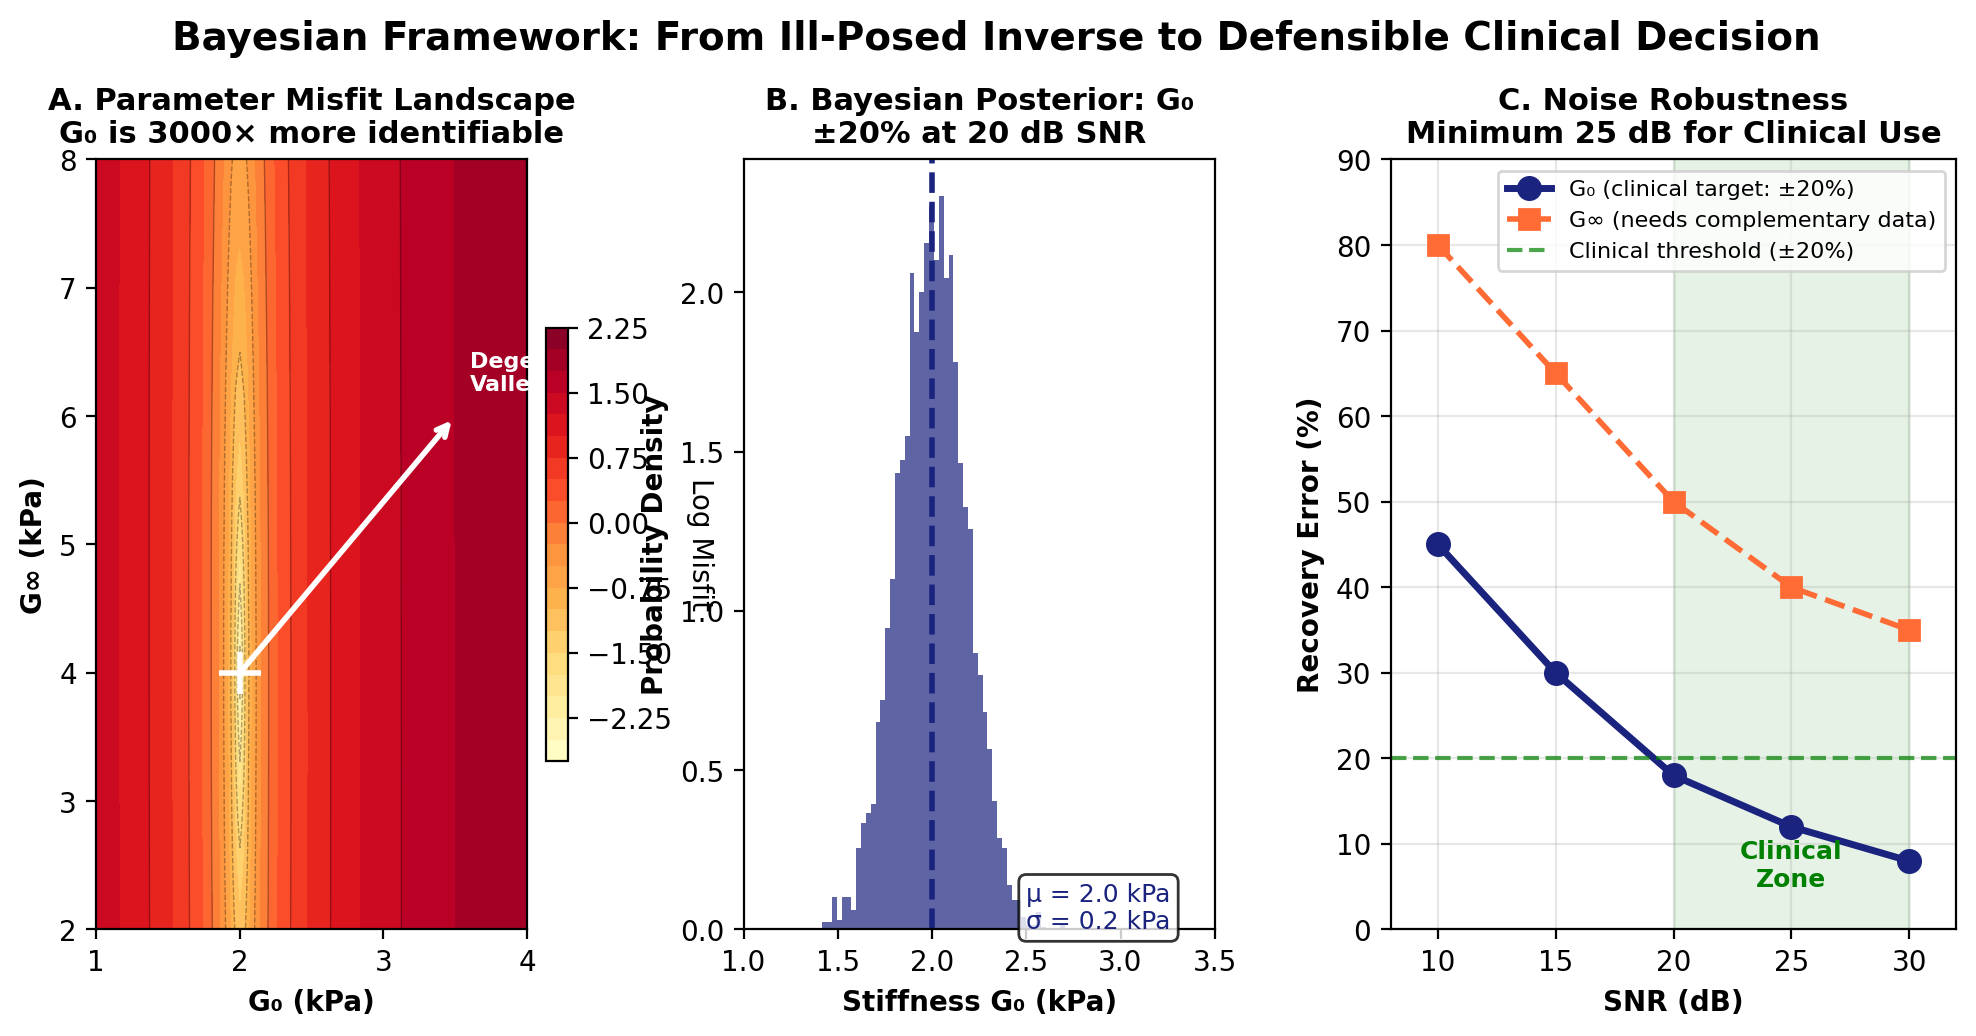 Bayesian Framework: From Ill-Posed Inverse to Defensible Clinical Decision
A. Parameter Misfit Landscape
G₀ is 3000× more identifiable
8
7
6
5
4
3
2
1
2
3
4
G∞ (kPa)
G₀ (kPa)
Dege
Valle
2.25
1.50
0.75
0.00
−0.75
−1.50
−2.25
Log Misfit
B. Bayesian Posterior: G₀
±20% at 20 dB SNR
Probability Density
2.0
1.5
1.0
0.5
0.0
1.0
1.5
2.0
2.5
3.0
3.5
Stiffness G₀ (kPa)
μ = 2.0 kPa
σ = 0.2 kPa
C. Noise Robustness
Minimum 25 dB for Clinical Use
Recovery Error (%)
90
80
70
60
50
40
30
20
10
0
10
15
20
25
30
SNR (dB)
G₀ (clinical target: ±20%)
G∞ (needs complementary data)
Clinical threshold (±20%)
Clinical
Zone